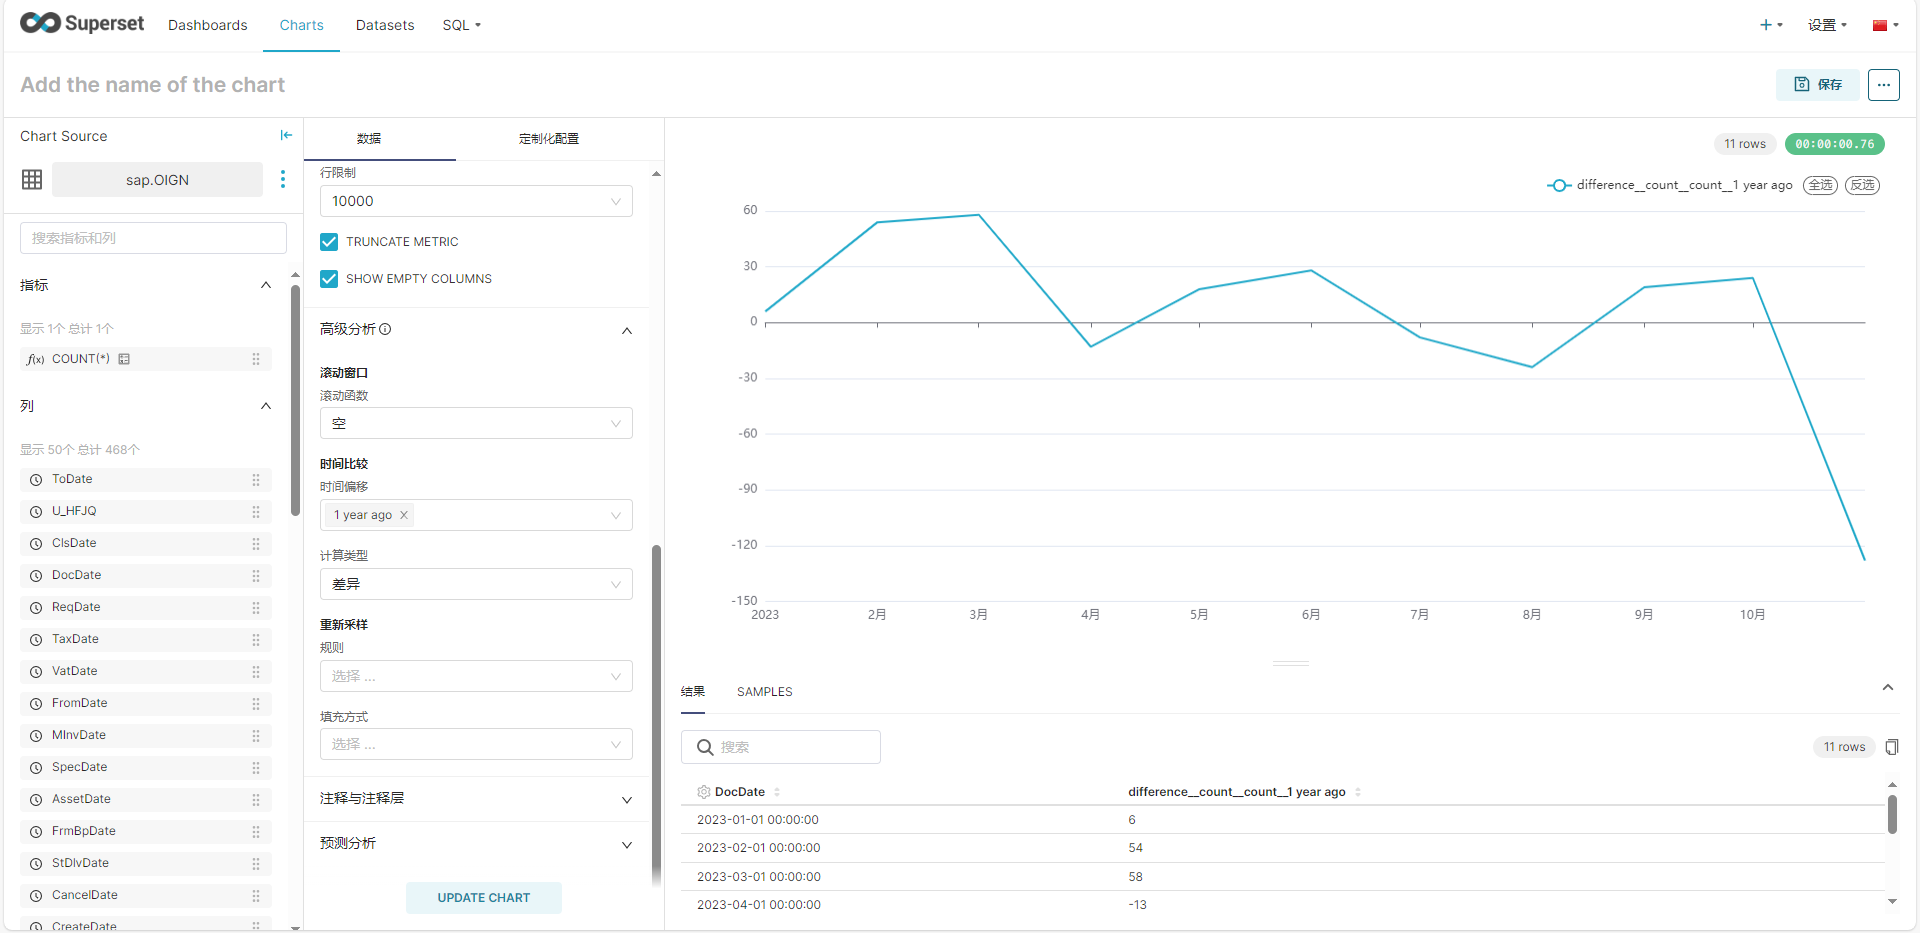 Superset
Dashboards
Charts
Datasets
SQL
设置
Add the name of the chart
保存
Chart Source
sap.OIGN
搜索指标和列
指标
显示 1个 总计 1个
f(x) COUNT(*)
列
显示 50个 总计 468个
ToDate
U_HFJQ
ClsDate
DocDate
ReqDate
TaxDate
VatDate
FromDate
MInvDate
SpecDate
AssetDate
FrmBpDate
StDlvDate
CancelDate
CreateDate
数据
定制化配置
行限制
10000
TRUNCATE METRIC
SHOW EMPTY COLUMNS
高级分析
滚动窗口
滚动函数
空
时间比较
时间偏移
1 year ago
计算类型
差异
重新采样
规则
选择 ...
填充方式
选择 ...
注释与注释层
预测分析
UPDATE CHART
11 rows
00:00:00.76
difference__count__count__1 year ago
全选
反选
60
30
0
-30
-60
-90
-120
-150
2023
2月
3月
4月
5月
6月
7月
8月
9月
10月
结果
SAMPLES
搜索
11 rows
DocDate
difference__count__count__1 year ago
2023-01-01 00:00:00
6
2023-02-01 00:00:00
54
2023-03-01 00:00:00
58
2023-04-01 00:00:00
-13